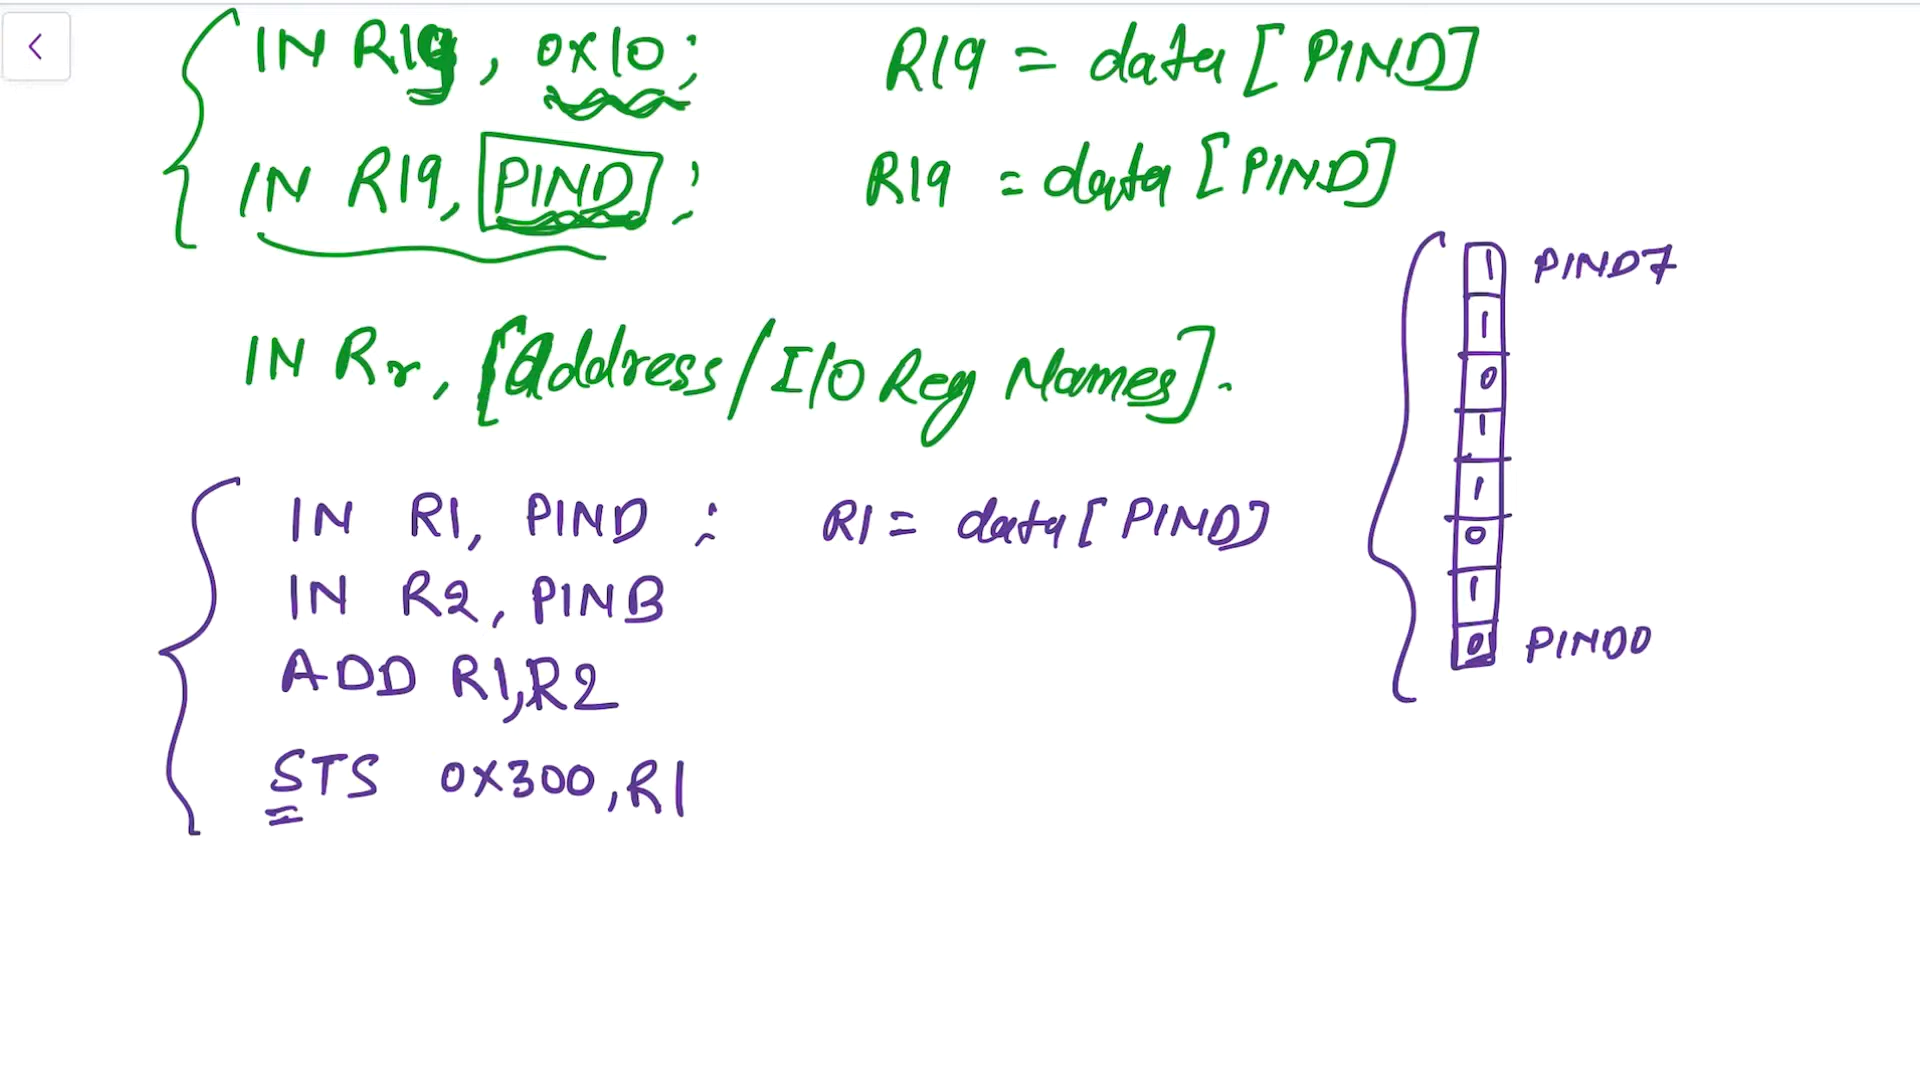 IN R19, 0X10; R19 = data [PIND]
IN R19, PIND; R19 = data [PIND]
IN Rr, [Address/I/O Reg Names].
IN R1, PIND ; R1 = data [PIND]
IN R2, PINB
ADD R1,R2
STS 0X300,R1
1 PIND7
1
0
1
1
0
1
0 PIND0